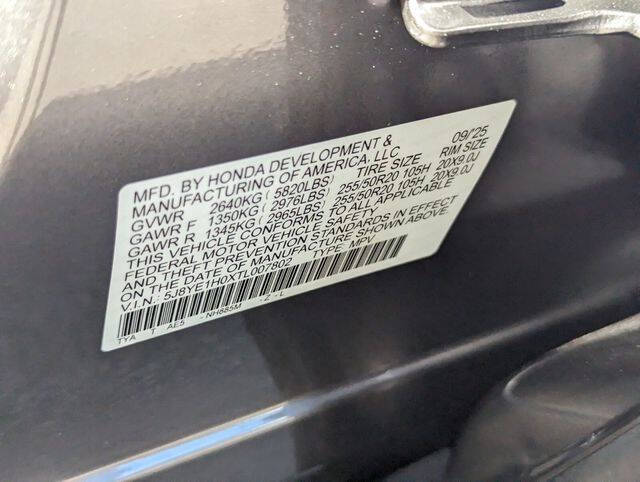 MFD. BY HONDA DEVELOPMENT & 09/'25
MANUFACTURING OF AMERICA, LLC
GVWR 2640KG ( 5820LBS) TIRE SIZE RIM SIZE
GAWR F 1350KG ( 2976LBS) 255/50R20 105H 20X9.0J
GAWR R 1345KG ( 2965LBS) 255/50R20 105H 20X9.0J
THIS VEHICLE CONFORMS TO ALL APPLICABLE
FEDERAL MOTOR VEHICLE SAFETY
AND THEFT PREVENTION STANDARDS IN EFFECT
ON THE DATE OF MANUFACTURE SHOWN ABOVE.
V.I.N.: 5J8YE1H0XTL007802 TYPE: MPV
TYA T AE5 - NH885M - Z - L